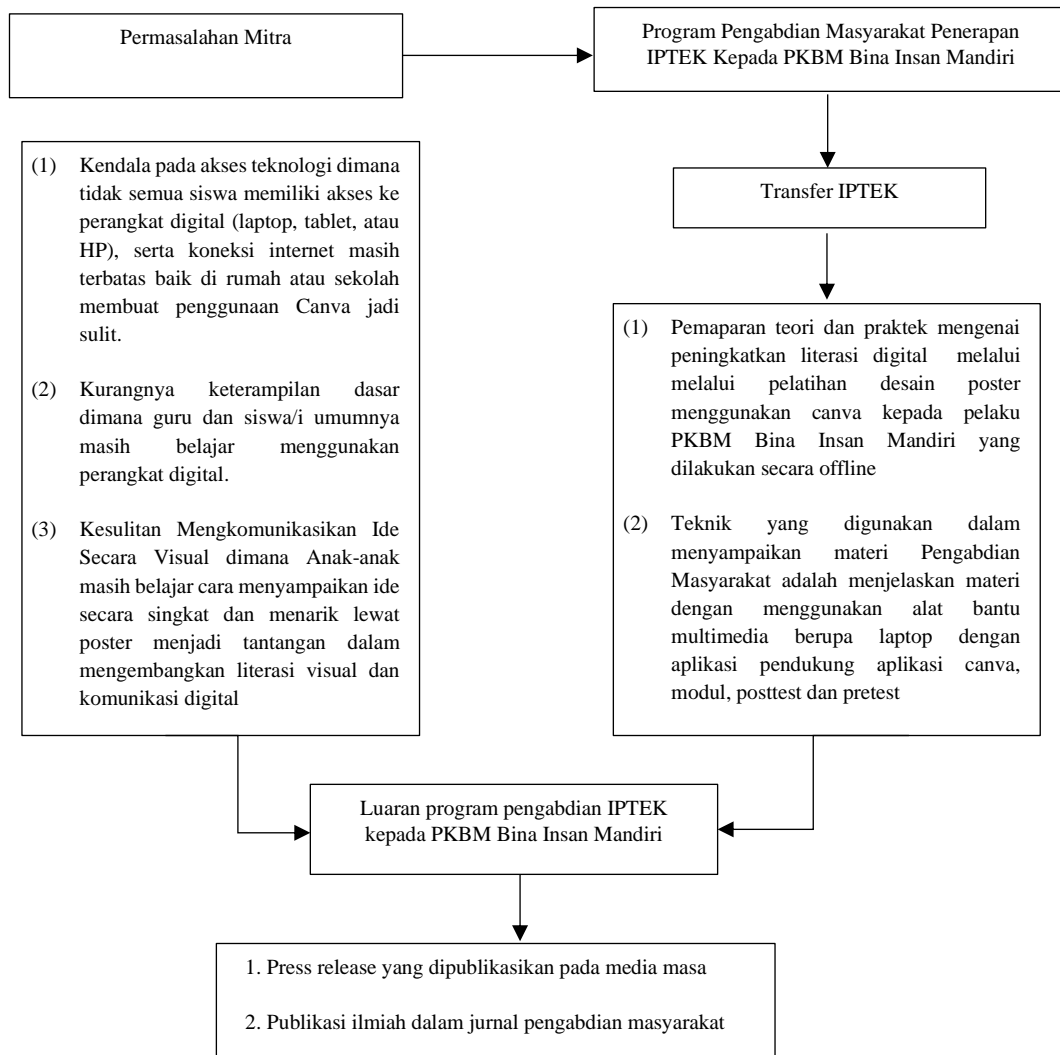 Permasalahan Mitra
Program Pengabdian Masyarakat Penerapan
IPTEK Kepada PKBM Bina Insan Mandiri
(1) Kendala pada akses teknologi dimana
tidak semua siswa memiliki akses ke
perangkat digital (laptop, tablet, atau
HP), serta koneksi internet masih
terbatas baik di rumah atau sekolah
membuat penggunaan Canva jadi
sulit.
(2) Kurangnya keterampilan dasar
dimana guru dan siswa/i umumnya
masih belajar menggunakan
perangkat digital.
(3) Kesulitan Mengkomunikasikan Ide
Secara Visual dimana Anak-anak
masih belajar cara menyampaikan ide
secara singkat dan menarik lewat
poster menjadi tantangan dalam
mengembangkan literasi visual dan
komunikasi digital
Transfer IPTEK
(1) Pemaparan teori dan praktek mengenai
peningkatkan literasi digital melalui
melalui pelatihan desain poster
menggunakan canva kepada pelaku
PKBM Bina Insan Mandiri yang
dilakukan secara offline
(2) Teknik yang digunakan dalam
menyampaikan materi Pengabdian
Masyarakat adalah menjelaskan materi
dengan menggunakan alat bantu
multimedia berupa laptop dengan
aplikasi pendukung aplikasi canva,
modul, posttest dan pretest
Luaran program pengabdian IPTEK
kepada PKBM Bina Insan Mandiri
1. Press release yang dipublikasikan pada media masa
2. Publikasi ilmiah dalam jurnal pengabdian masyarakat